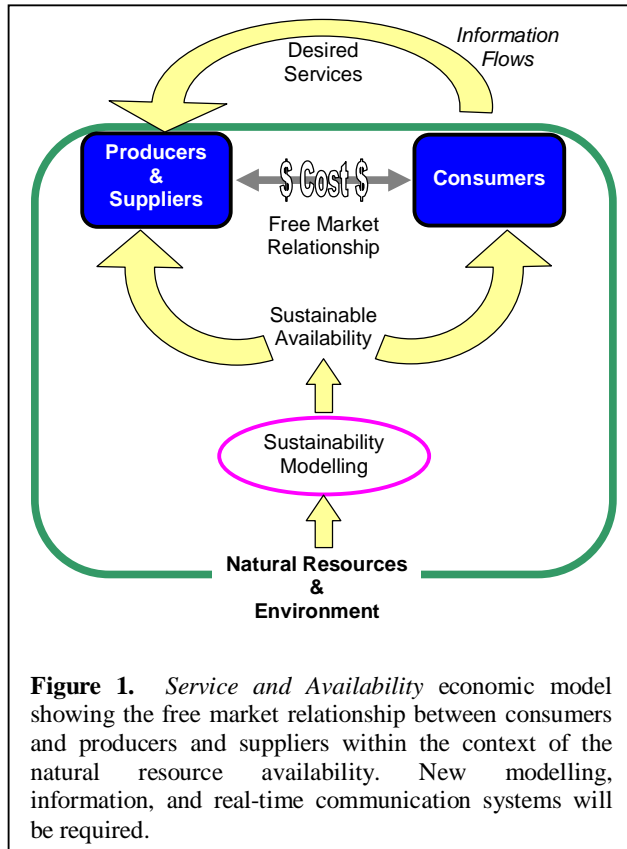 Information
Flows
Desired
Services
Producers
&
Suppliers
$ Cost $
Consumers
Free Market
Relationship
Sustainable
Availability
Sustainability
Modelling
Natural Resources
&
Environment
Figure 1. Service and Availability economic model
showing the free market relationship between consumers
and producers and suppliers within the context of the
natural resource availability. New modelling,
information, and real-time communication systems will
be required.